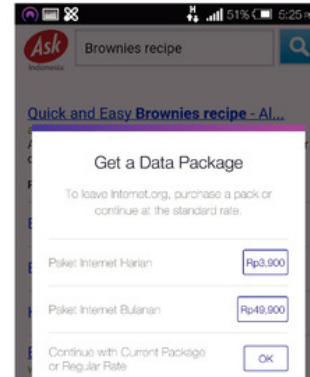 H 51% 5:25 PM
Ask
Indonesia
Brownies recipe
Quick and Easy Brownies recipe - Al...
Get a Data Package
To leave Internet.org, purchase a pack or
continue at the standard rate.
Paket Internet Harian
Rp3,900
Paket Internet Bulanan
Rp49,900
Continue with Current Package
or Regular Rate
OK